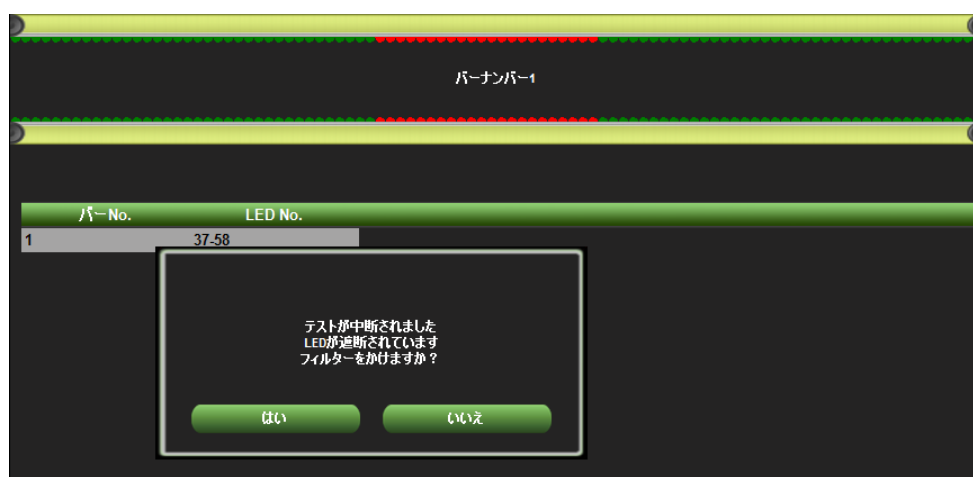 バーナンバー1
バーNo. LED No.
1 37-58
テストが中断されました
LEDが遮断されています
フィルターをかけますか？
はい いいえ